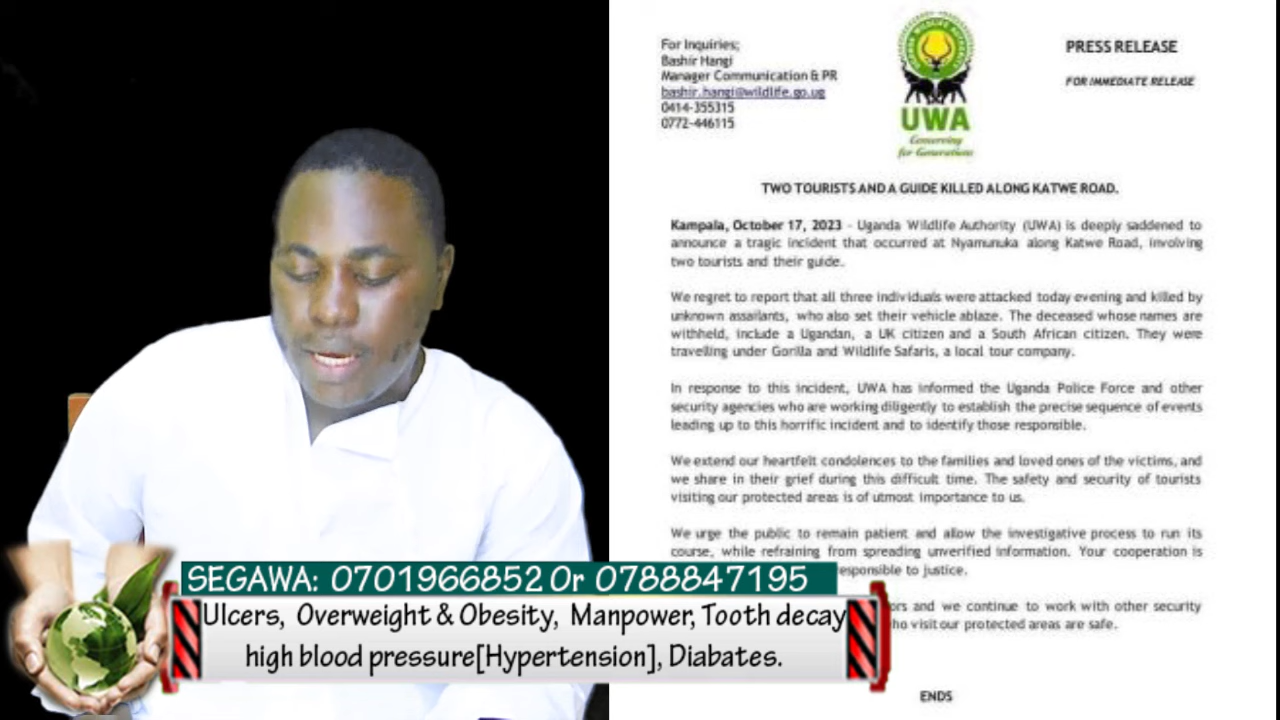 For Inquiries;
Bashir Hangi
Manager Communication & PR
bashir.hangi@wildlife.go.ug
0414-355315
0772-446115
UGANDA WILDLIFE AUTHORITY
UWA
Conserving
for Generations
PRESS RELEASE
FOR IMMEDIATE RELEASE
TWO TOURISTS AND A GUIDE KILLED ALONG KATWE ROAD.
Kampala, October 17, 2023 - Uganda Wildlife Authority (UWA) is deeply saddened to
announce a tragic incident that occurred at Nyamunuka along Katwe Road, involving
two tourists and their guide.
We regret to report that all three individuals were attacked today evening and killed by
unknown assailants, who also set their vehicle ablaze. The deceased whose names are
withheld, include a Ugandan, a UK citizen and a South African citizen. They were
travelling under Gorilla and Wildlife Safaris, a local tour company.
In response to this incident, UWA has informed the Uganda Police Force and other
security agencies who are working diligently to establish the precise sequence of events
leading up to this horrific incident and to identify those responsible.
We extend our heartfelt condolences to the families and loved ones of the victims, and
we share in their grief during this difficult time. The safety and security of tourists
visiting our protected areas is of utmost importance to us.
We urge the public to remain patient and allow the investigative process to run its
course, while refraining from spreading unverified information. Your cooperation is
esponsible to justice.
ors and we continue to work with other security
ho visit our protected areas are safe.
ENDS
SEGAWA: 0701966852 Or 0788847195
Ulcers, Overweight & Obesity, Manpower, Tooth decay
high blood pressure[Hypertension], Diabates.